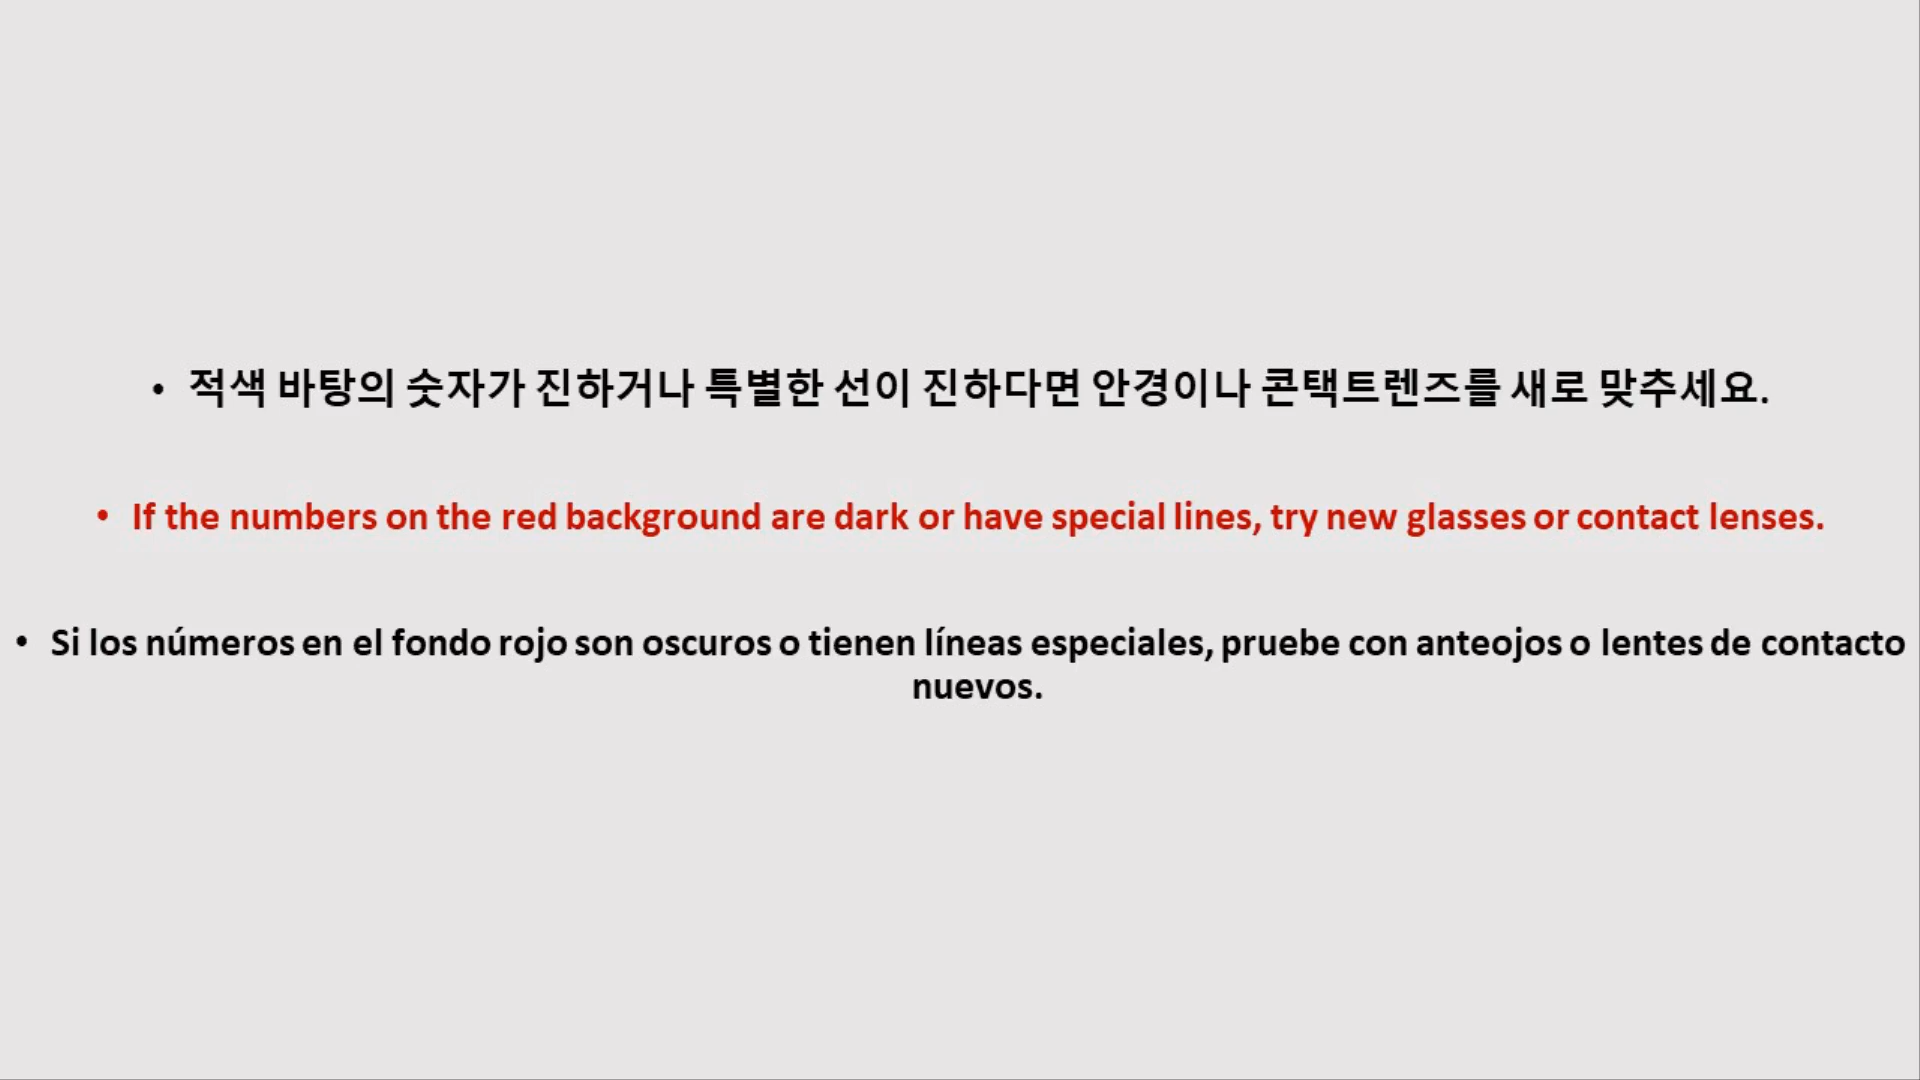 • 적색 바탕의 숫자가 진하거나 특별한 선이 진하다면 안경이나 콘택트렌즈를 새로 맞추세요.
• If the numbers on the red background are dark or have special lines, try new glasses or contact lenses.
• Si los números en el fondo rojo son oscuros o tienen líneas especiales, pruebe con anteojos o lentes de contacto
nuevos.